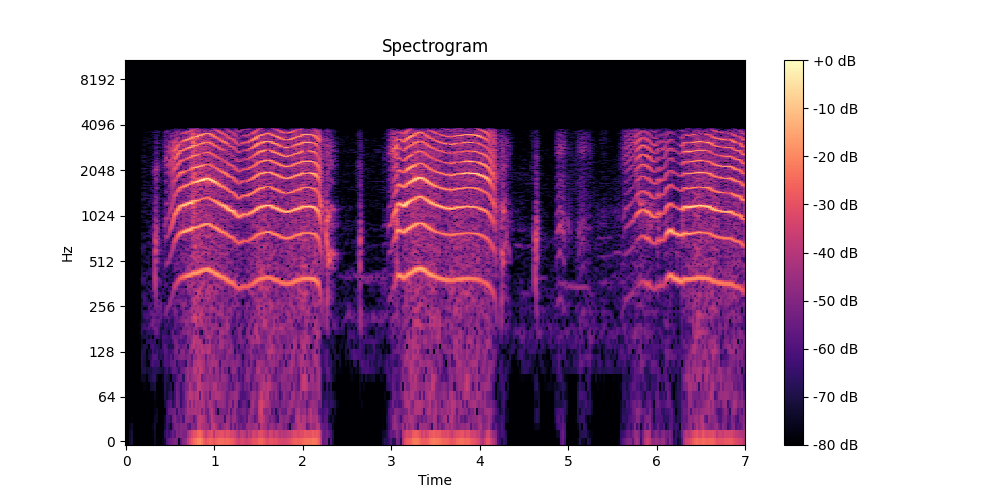 Spectrogram
8192
4096
2048
1024
512
256
128
64
0
Hz
0 1 2 3 4 5 6 7
Time
+0 dB
-10 dB
-20 dB
-30 dB
-40 dB
-50 dB
-60 dB
-70 dB
-80 dB